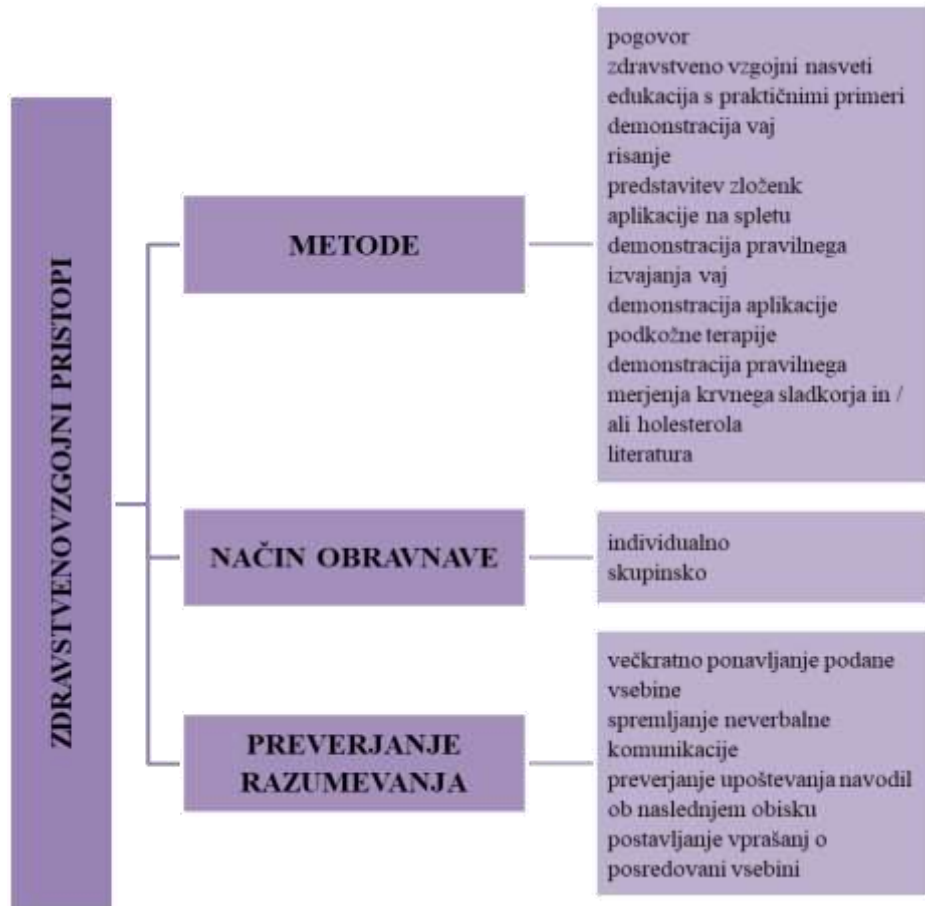 ZDRAVSTVENOVZGOJNI PRISTOPI
METODE
pogovor
zdravstveno vzgojni nasveti
edukacija s praktičnimi primeri
demonstracija vaj
risanje
predstavitev zloženk
aplikacije na spletu
demonstracija pravilnega
izvajanja vaj
demonstracija aplikacije
podkožne terapije
demonstracija pravilnega
merjenja krvnega sladkorja in /
ali holesterola
literatura
NAČIN OBRAVNAVE
individualno
skupinsko
PREVERJANJE
RAZUMEVANJA
večkratno ponavljanje podane
vsebine
spremljanje neverbalne
komunikacije
preverjanje upoštevanja navodil
ob naslednjem obisku
postavljanje vprašanj o
posredovani vsebini